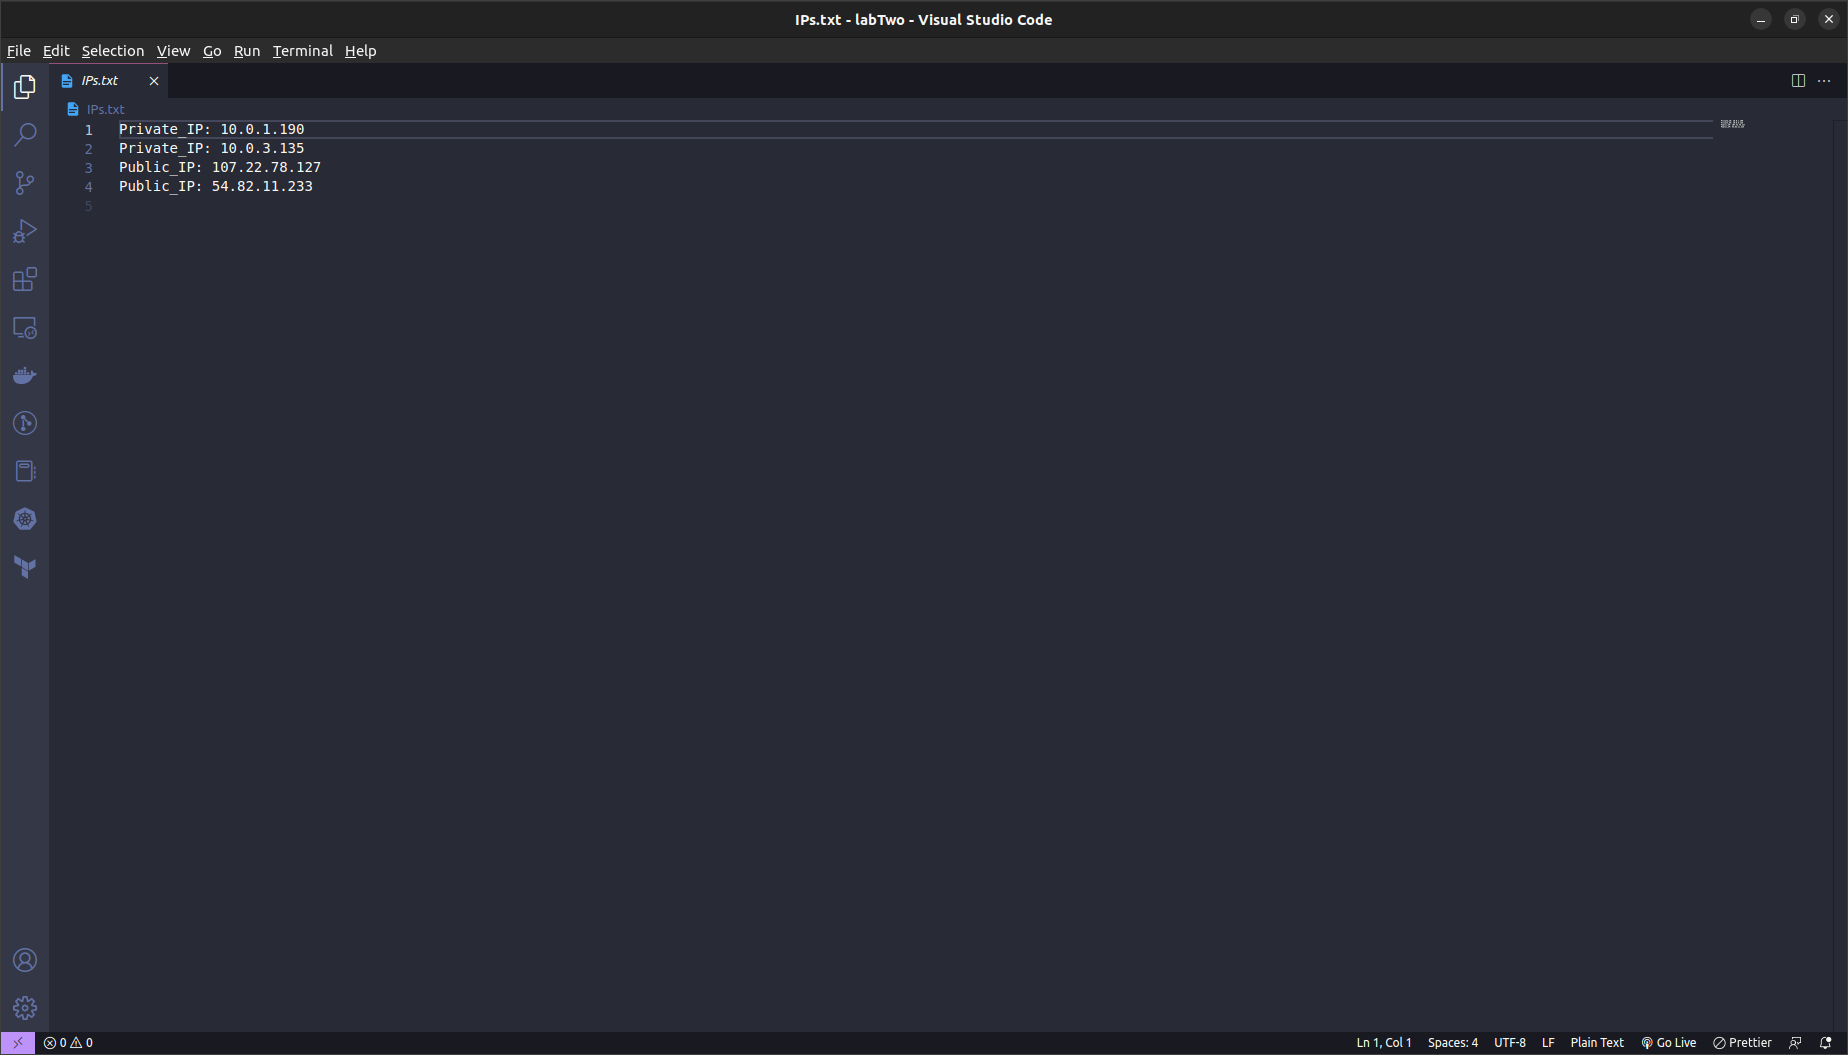 IPs.txt - labTwo - Visual Studio Code
File Edit Selection View Go Run Terminal Help
IPs.txt
IPs.txt
1 Private_IP: 10.0.1.190
2 Private_IP: 10.0.3.135
3 Public_IP: 107.22.78.127
4 Public_IP: 54.82.11.233
5
0 0 Ln 1, Col 1 Spaces: 4 UTF-8 LF Plain Text Go Live Prettier